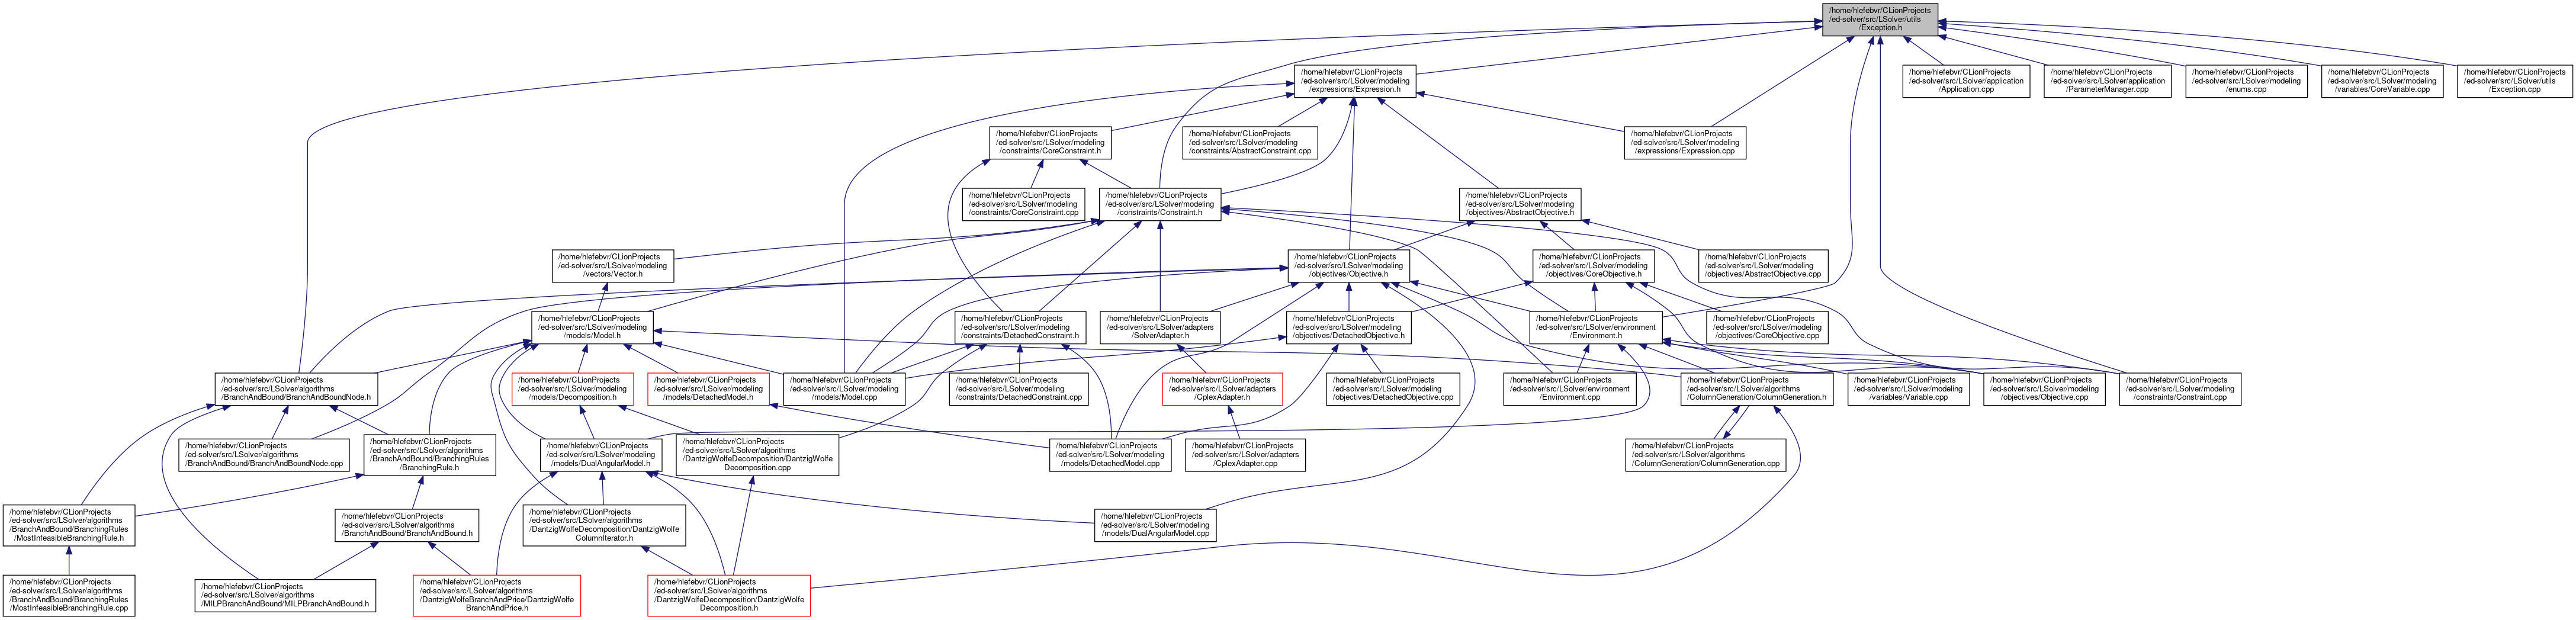 /home/hlefebvr/CLionProjects
/ed-solver/src/LSolver/utils
/Exception.h
/home/hlefebvr/CLionProjects
/ed-solver/src/LSolver/modeling
/expressions/Expression.h
/home/hlefebvr/CLionProjects
/ed-solver/src/LSolver/application
/Application.cpp
/home/hlefebvr/CLionProjects
/ed-solver/src/LSolver/application
/ParameterManager.cpp
/home/hlefebvr/CLionProjects
/ed-solver/src/LSolver/modeling
/enums.cpp
/home/hlefebvr/CLionProjects
/ed-solver/src/LSolver/modeling
/variables/CoreVariable.cpp
/home/hlefebvr/CLionProjects
/ed-solver/src/LSolver/utils
/Exception.cpp
/home/hlefebvr/CLionProjects
/ed-solver/src/LSolver/modeling
/constraints/CoreConstraint.h
/home/hlefebvr/CLionProjects
/ed-solver/src/LSolver/modeling
/constraints/AbstractConstraint.cpp
/home/hlefebvr/CLionProjects
/ed-solver/src/LSolver/modeling
/expressions/Expression.cpp
/home/hlefebvr/CLionProjects
/ed-solver/src/LSolver/modeling
/constraints/CoreConstraint.cpp
/home/hlefebvr/CLionProjects
/ed-solver/src/LSolver/modeling
/constraints/Constraint.h
/home/hlefebvr/CLionProjects
/ed-solver/src/LSolver/modeling
/objectives/AbstractObjective.h
/home/hlefebvr/CLionProjects
/ed-solver/src/LSolver/modeling
/vectors/Vector.h
/home/hlefebvr/CLionProjects
/ed-solver/src/LSolver/modeling
/objectives/Objective.h
/home/hlefebvr/CLionProjects
/ed-solver/src/LSolver/modeling
/objectives/CoreObjective.h
/home/hlefebvr/CLionProjects
/ed-solver/src/LSolver/modeling
/objectives/AbstractObjective.cpp
/home/hlefebvr/CLionProjects
/ed-solver/src/LSolver/modeling
/models/Model.h
/home/hlefebvr/CLionProjects
/ed-solver/src/LSolver/modeling
/constraints/DetachedConstraint.h
/home/hlefebvr/CLionProjects
/ed-solver/src/LSolver/adapters
/SolverAdapter.h
/home/hlefebvr/CLionProjects
/ed-solver/src/LSolver/modeling
/objectives/DetachedObjective.h
/home/hlefebvr/CLionProjects
/ed-solver/src/LSolver/environment
/Environment.h
/home/hlefebvr/CLionProjects
/ed-solver/src/LSolver/modeling
/objectives/CoreObjective.cpp
/home/hlefebvr/CLionProjects
/ed-solver/src/LSolver/algorithms
/BranchAndBound/BranchAndBoundNode.h
/home/hlefebvr/CLionProjects
/ed-solver/src/LSolver/modeling
/models/Decomposition.h
/home/hlefebvr/CLionProjects
/ed-solver/src/LSolver/modeling
/models/DetachedModel.h
/home/hlefebvr/CLionProjects
/ed-solver/src/LSolver/modeling
/models/Model.cpp
/home/hlefebvr/CLionProjects
/ed-solver/src/LSolver/modeling
/constraints/DetachedConstraint.cpp
/home/hlefebvr/CLionProjects
/ed-solver/src/LSolver/adapters
/CplexAdapter.h
/home/hlefebvr/CLionProjects
/ed-solver/src/LSolver/modeling
/objectives/DetachedObjective.cpp
/home/hlefebvr/CLionProjects
/ed-solver/src/LSolver/environment
/Environment.cpp
/home/hlefebvr/CLionProjects
/ed-solver/src/LSolver/algorithms
/ColumnGeneration/ColumnGeneration.h
/home/hlefebvr/CLionProjects
/ed-solver/src/LSolver/modeling
/variables/Variable.cpp
/home/hlefebvr/CLionProjects
/ed-solver/src/LSolver/modeling
/objectives/Objective.cpp
/home/hlefebvr/CLionProjects
/ed-solver/src/LSolver/modeling
/constraints/Constraint.cpp
/home/hlefebvr/CLionProjects
/ed-solver/src/LSolver/algorithms
/BranchAndBound/BranchAndBoundNode.cpp
/home/hlefebvr/CLionProjects
/ed-solver/src/LSolver/algorithms
/BranchAndBound/BranchingRules
/BranchingRule.h
/home/hlefebvr/CLionProjects
/ed-solver/src/LSolver/modeling
/models/DualAngularModel.h
/home/hlefebvr/CLionProjects
/ed-solver/src/LSolver/algorithms
/DantzigWolfeDecomposition/DantzigWolfe
Decomposition.cpp
/home/hlefebvr/CLionProjects
/ed-solver/src/LSolver/modeling
/models/DetachedModel.cpp
/home/hlefebvr/CLionProjects
/ed-solver/src/LSolver/adapters
/CplexAdapter.cpp
/home/hlefebvr/CLionProjects
/ed-solver/src/LSolver/algorithms
/ColumnGeneration/ColumnGeneration.cpp
/home/hlefebvr/CLionProjects
/ed-solver/src/LSolver/algorithms
/BranchAndBound/BranchingRules
/MostInfeasibleBranchingRule.h
/home/hlefebvr/CLionProjects
/ed-solver/src/LSolver/algorithms
/BranchAndBound/BranchAndBound.h
/home/hlefebvr/CLionProjects
/ed-solver/src/LSolver/algorithms
/DantzigWolfeDecomposition/DantzigWolfe
ColumnIterator.h
/home/hlefebvr/CLionProjects
/ed-solver/src/LSolver/modeling
/models/DualAngularModel.cpp
/home/hlefebvr/CLionProjects
/ed-solver/src/LSolver/algorithms
/BranchAndBound/BranchingRules
/MostInfeasibleBranchingRule.cpp
/home/hlefebvr/CLionProjects
/ed-solver/src/LSolver/algorithms
/MILPBranchAndBound/MILPBranchAndBound.h
/home/hlefebvr/CLionProjects
/ed-solver/src/LSolver/algorithms
/DantzigWolfeBranchAndPrice/DantzigWolfe
BranchAndPrice.h
/home/hlefebvr/CLionProjects
/ed-solver/src/LSolver/algorithms
/DantzigWolfeDecomposition/DantzigWolfe
Decomposition.h